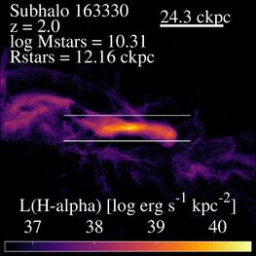 Subhalo 163330
24.3 ckpc
z = 2.0
log Mstars = 10.31
Rstars = 12.16 ckpc
L(H-alpha) [log erg s⁻¹ kpc⁻²]
37 38 39 40